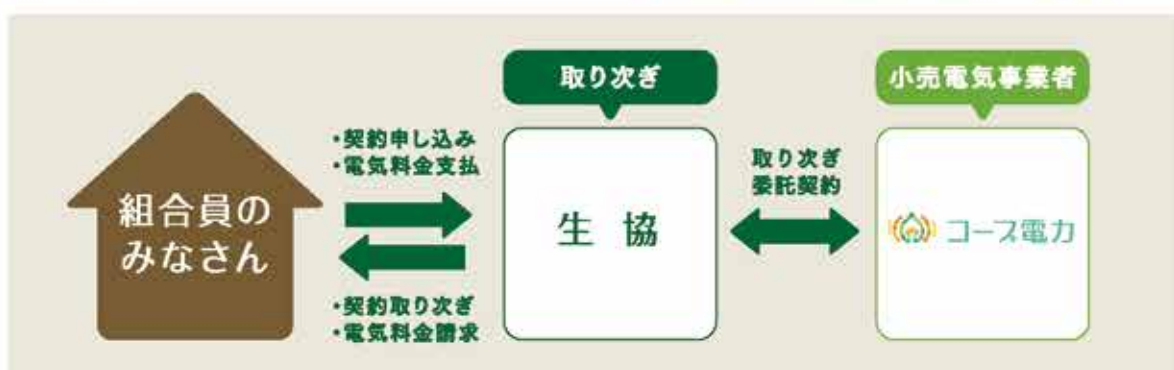 取り次ぎ
小売電気事業者
・契約申し込み
・電気料金支払
組合員の
みなさん
生 協
取り次ぎ
委託契約
コープ電力
・契約取り次ぎ
・電気料金請求